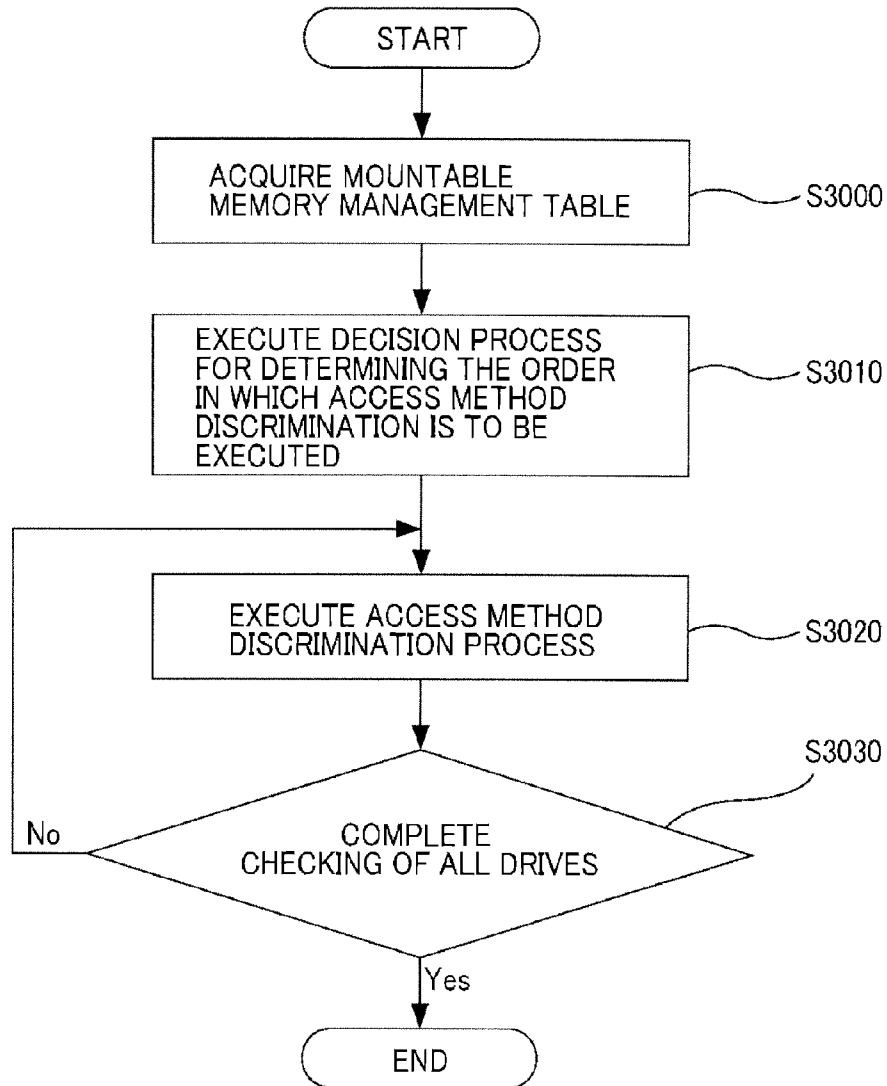 START
ACQUIRE MOUNTABLE
MEMORY MANAGEMENT TABLE
S3000
EXECUTE DECISION PROCESS
FOR DETERMINING THE ORDER
IN WHICH ACCESS METHOD
DISCRIMINATION IS TO BE
EXECUTED
S3010
EXECUTE ACCESS METHOD
DISCRIMINATION PROCESS
S3020
S3030
COMPLETE
CHECKING OF ALL DRIVES
No
Yes
END